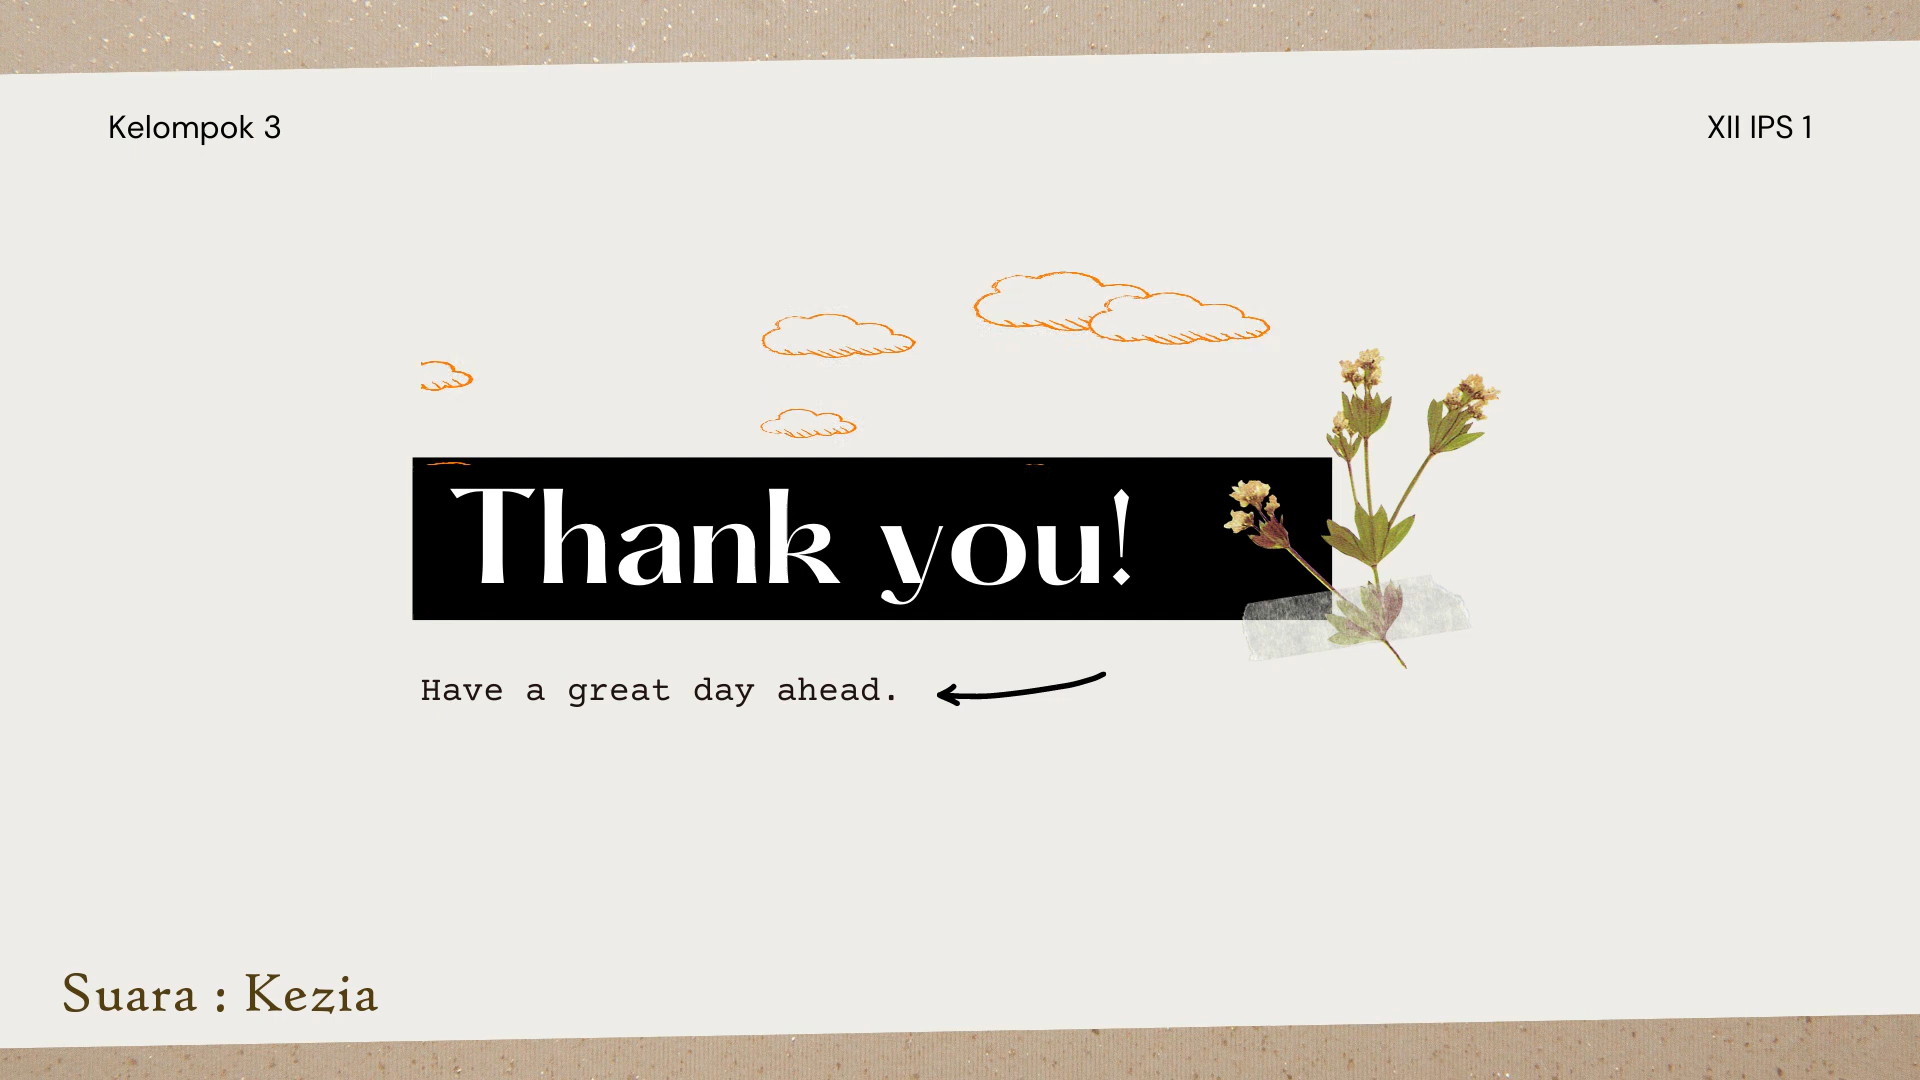 Kelompok 3
XII IPS 1
Thank you!
Have a great day ahead.
Suara : Kezia